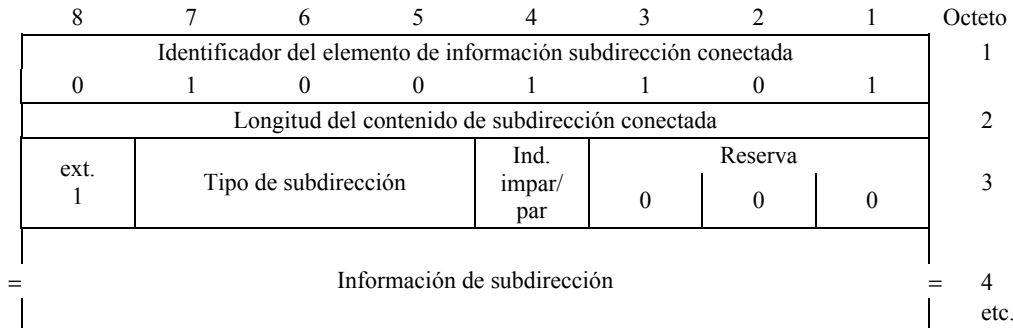 8 7 6 5 4 3 2 1 Octeto
Identificador del elemento de información subdirección conectada 1
0 1 0 0 1 1 0 1
Longitud del contenido de subdirección conectada 2
ext. 1 Tipo de subdirección Ind. impar/ par Reserva 3
0 0 0
= Información de subdirección = 4
etc.